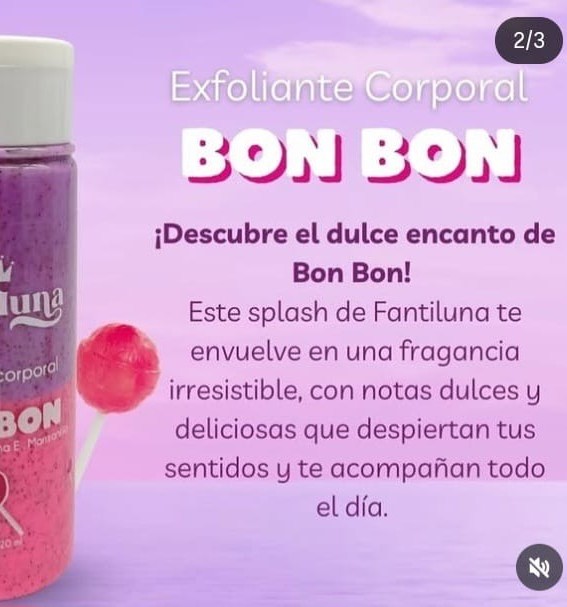 2/3
Exfoliante Corporal
BON BON
¡Descubre el dulce encanto de
Bon Bon!
Este splash de Fantiluna te
envuelve en una fragancia
irresistible, con notas dulces y
deliciosas que despiertan tus
sentidos y te acompañan todo
el día.
luna
corporal
BON